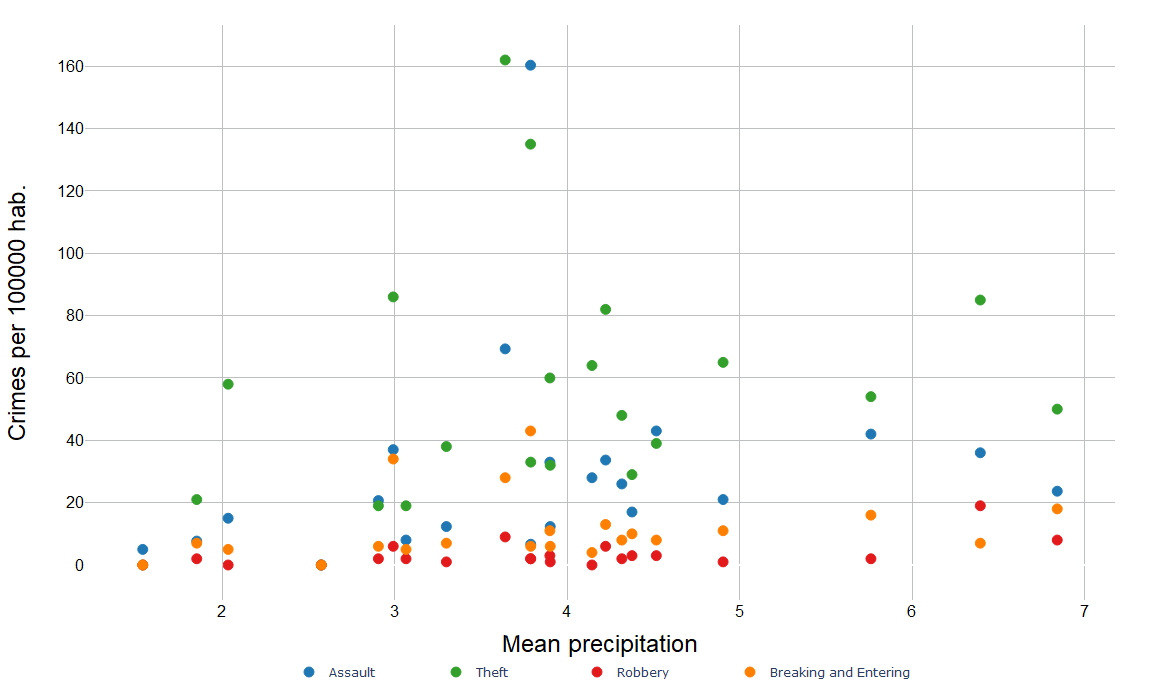 160
140
120
100
80
60
40
20
0
Crimes per 100000 hab.
2 3 4 5 6 7
Mean precipitation
Assault Theft Robbery Breaking and Entering